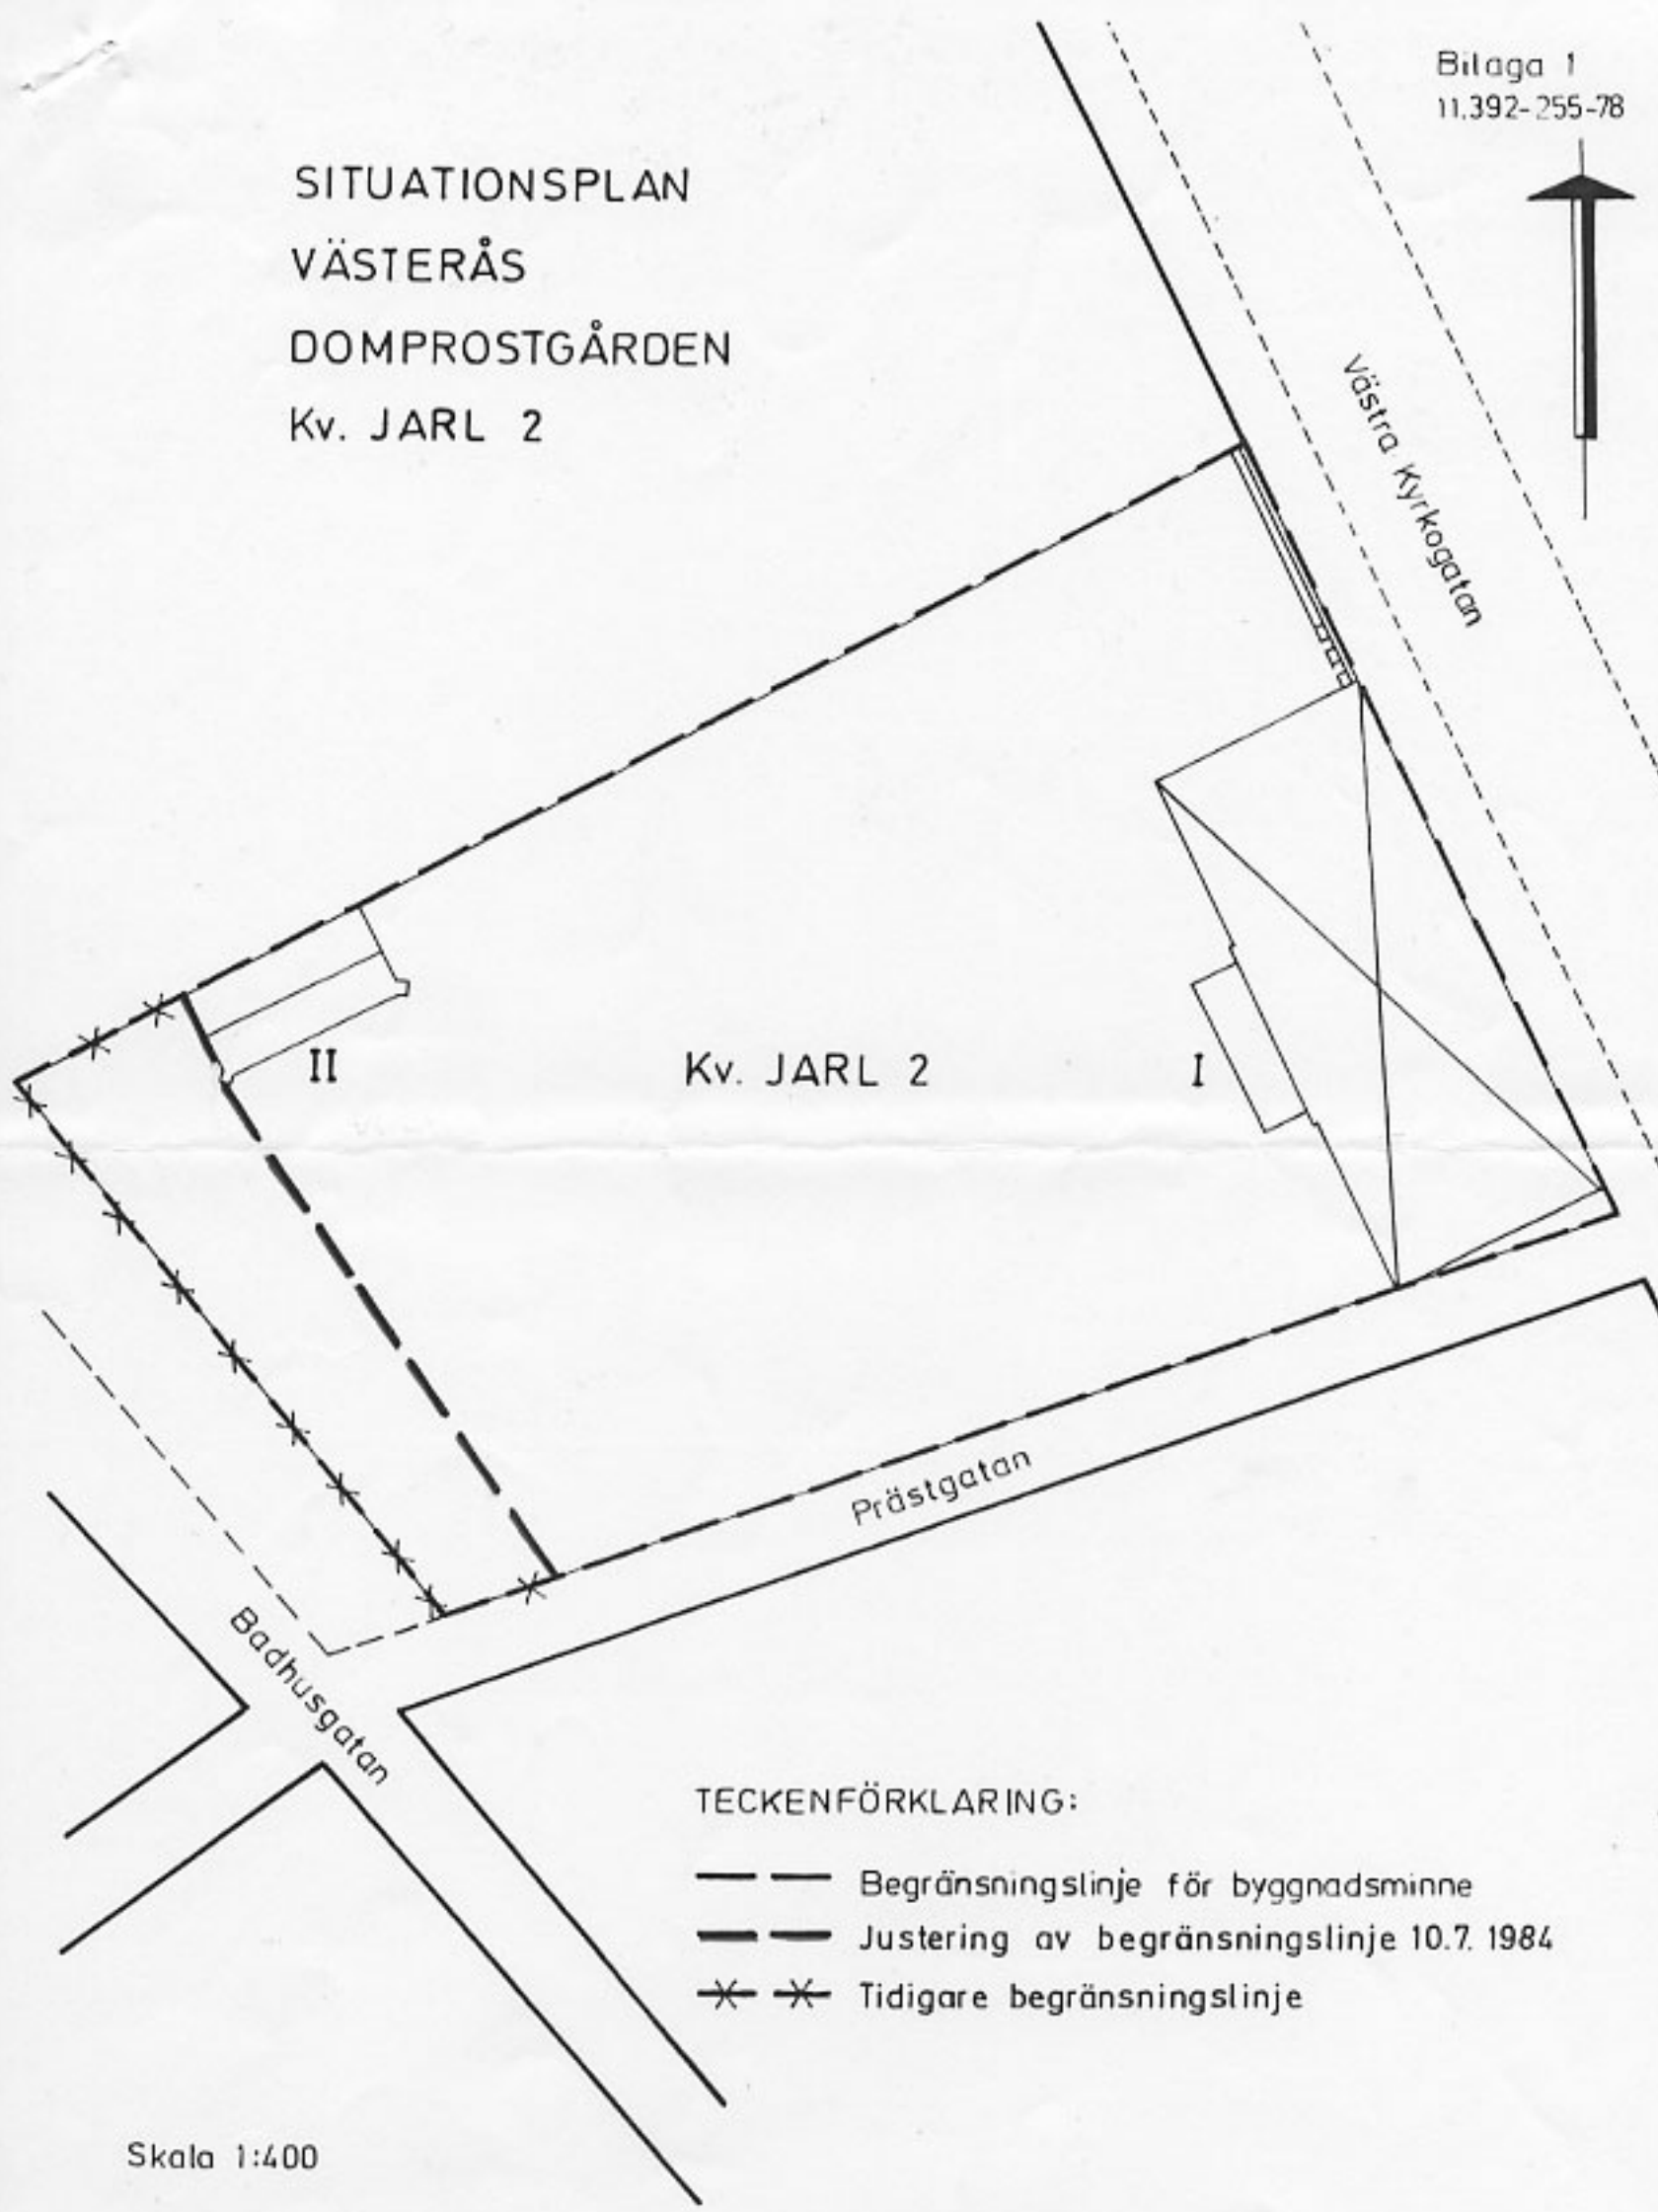 Bilaga 1
11.392-255-78
SITUATIONSPLAN
VÄSTERÅS
DOMPROSTGÅRDEN
Kv. JARL 2
Västra Kyrkogatan
II
Kv. JARL 2
I
Prästgatan
Badhusgatan
TECKENFÖRKLARING:
Begränsningslinje för byggnadsminne
Justering av begränsningslinje 10.7. 1984
Tidigare begränsningslinje
Skala 1:400